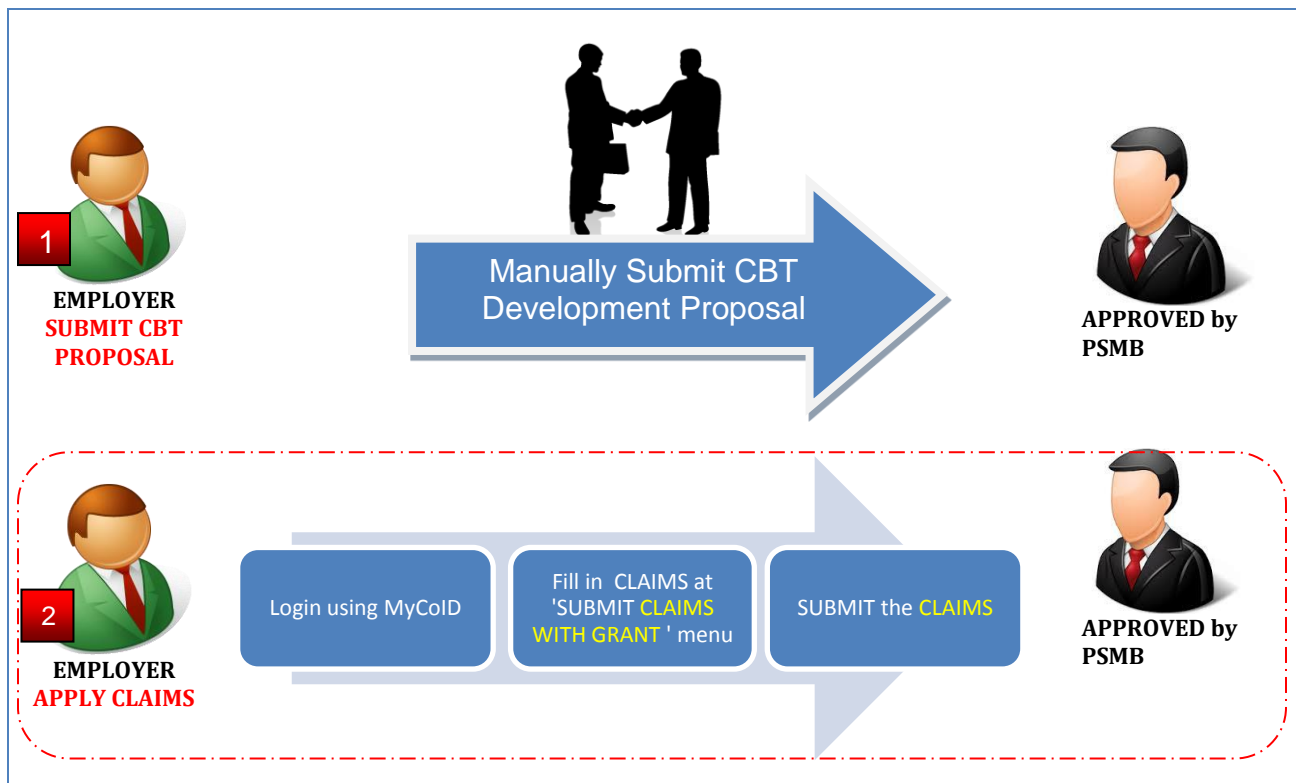 1
EMPLOYER
SUBMIT CBT
PROPOSAL
Manually Submit CBT
Development Proposal
APPROVED by
PSMB
2
EMPLOYER
APPLY CLAIMS
Login using MyCoID
Fill in CLAIMS at
'SUBMIT CLAIMS
WITH GRANT ' menu
SUBMIT the CLAIMS
APPROVED by
PSMB